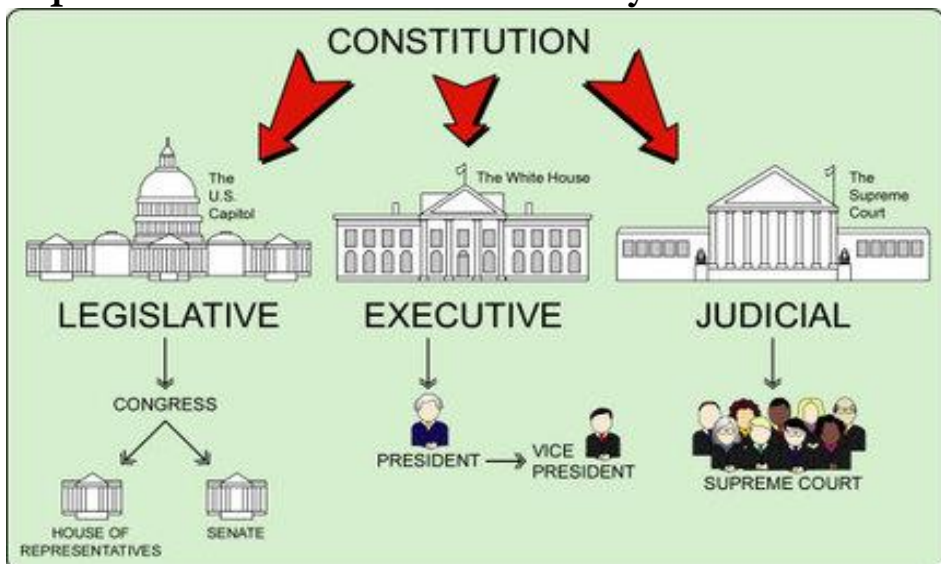 CONSTITUTION
The
U.S.
Capitol
The White House
The
Supreme
Court
LEGISLATIVE
EXECUTIVE
JUDICIAL
CONGRESS
PRESIDENT
VICE
PRESIDENT
SUPREME COURT
HOUSE OF
REPRESENTATIVES
SENATE